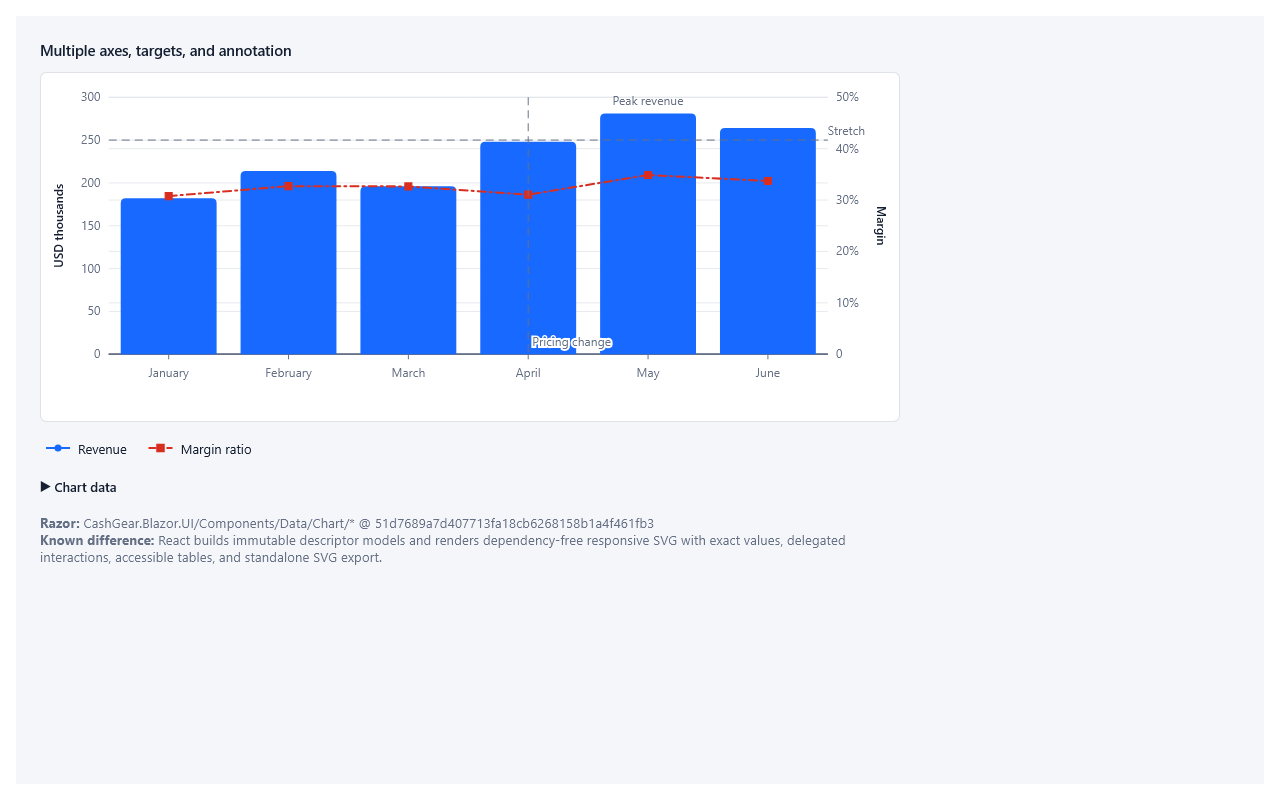 Multiple axes, targets, and annotation
300
250
200
150
100
50
0
USD thousands
Peak revenue
Stretch
Pricing change
50%
40%
30%
20%
10%
0
Margin
January
February
March
April
May
June
Revenue
Margin ratio
Chart data
Razor: CashGear.Blazor.UI/Components/Data/Chart/* @ 51d7689a7d407713fa18cb6268158b1a4f461fb3
Known difference: React builds immutable descriptor models and renders dependency-free responsive SVG with exact values, delegated
interactions, accessible tables, and standalone SVG export.